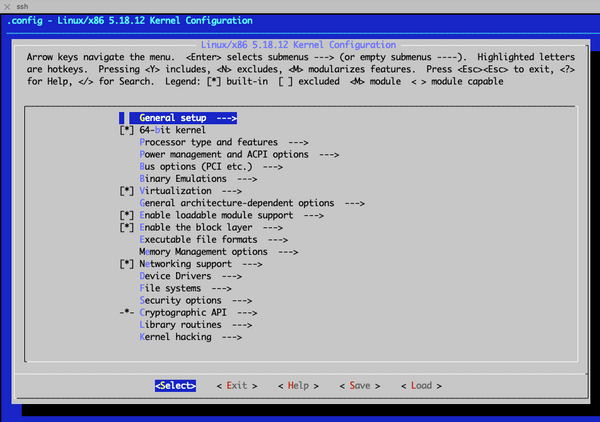 ssh
.config - Linux/x86 5.18.12 Kernel Configuration
Linux/x86 5.18.12 Kernel Configuration
Arrow keys navigate the menu.  <Enter> selects submenus ---> (or empty submenus ----).  Highlighted letters
are hotkeys.  Pressing <Y> includes, <N> excludes, <M> modularizes features.  Press <Esc><Esc> to exit, <?>
for Help, </> for Search.  Legend: [*] built-in  [ ] excluded  <M> module  < > module capable
General setup  --->
[*] 64-bit kernel
Processor type and features  --->
Power management and ACPI options  --->
Bus options (PCI etc.)  --->
Binary Emulations  --->
[*] Virtualization  --->
General architecture-dependent options  --->
[*] Enable loadable module support  --->
[*] Enable the block layer  --->
Executable file formats  --->
Memory Management options  --->
[*] Networking support  --->
Device Drivers  --->
File systems  --->
Security options  --->
-*- Cryptographic API  --->
Library routines  --->
Kernel hacking  --->
<Select>    < Exit >    < Help >    < Save >    < Load >